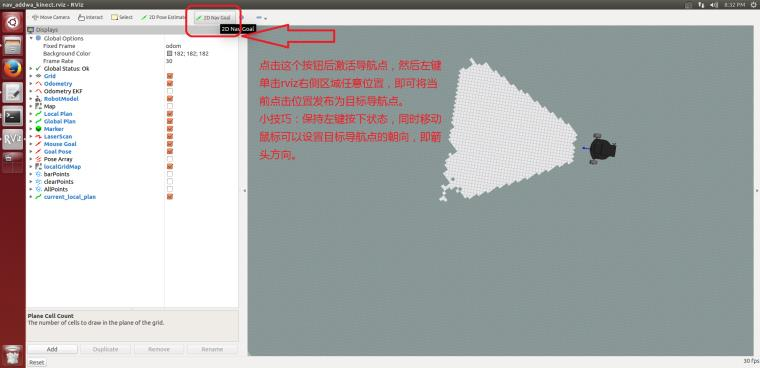 nav_addwa_kinect.rviz - RViz
8:32 PM
Move Camera
Interact
Select
2D Pose Estimate
2D Nav Goal
2D Nav Goal
Displays
Global Options
Fixed Frame odom
Background Color 182; 182; 182
Frame Rate 30
Global Status: Ok
Grid
Odometry
Odometry EKF
RobotModel
Map
Local Plan
Global Plan
Marker
LaserScan
Mouse Goal
Goal Pose
Pose Array
localGridMap
barPoints
clearPoints
AllPoints
current_local_plan
点击这个按钮后激活导航点，然后左键
单击rviz右侧区域任意位置，即可将当
前点击位置发布为目标导航点。
小技巧：保持左键按下状态，同时移动
鼠标可以设置目标导航点的朝向，即箭
头方向。
Plane Cell Count
The number of cells to draw in the plane of the grid.
Add
Duplicate
Remove
Rename
Reset
30 fps
RViz